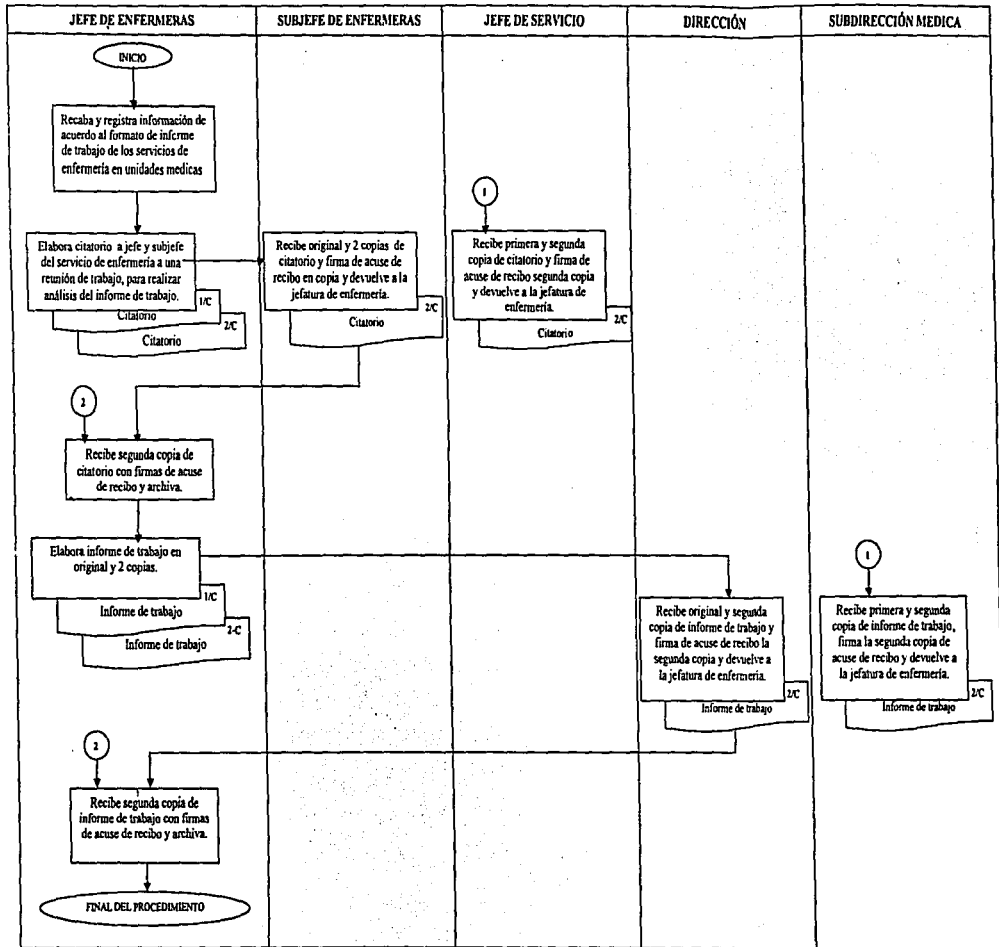 JEFE DE ENFERMERAS
SUBJEFE DE ENFERMERAS
JEFE DE SERVICIO
DIRECCIÓN
SUBDIRECCIÓN MEDICA
INICIO
Recaba y registra información de
acuerdo al formato de informe
de trabajo de los servicios de
enfermería en unidades medicas
Elabora citatorio a jefe y subjefe
del servicio de enfermería a una
reunión de trabajo, para realizar
análisis del informe de trabajo.
1/C
Citatorio
2/C
Citatorio
Recibe original y 2 copias de
citatorio y firma de acuse de
recibo en copia y devuelve a la
jefatura de enfermería.
2/C
Citatorio
1
Recibe primera y segunda
copia de citatorio y firma de
acuse de recibo segunda copia
y devuelve a la jefatura de
enfermería.
2/C
Citatorio
2
Recibe segunda copia de
citatorio con firmas de acuse
de recibo y archiva.
Elabora informe de trabajo en
original y 2 copias.
1/C
Informe de trabajo
2-C
Informe de trabajo
Recibe original y segunda
copia de informe de trabajo y
firma de acuse de recibo la
segunda copia y devuelve a
la jefatura de enfermería.
2/C
Informe de trabajo
1
Recibe primera y segunda
copia de informe de trabajo,
firma la segunda copia de
acuse de recibo y devuelve a
la jefatura de enfermería.
2/C
Informe de trabajo
2
Recibe segunda copia de
informe de trabajo con firmas
de acuse de recibo y archiva.
FINAL DEL PROCEDIMIENTO